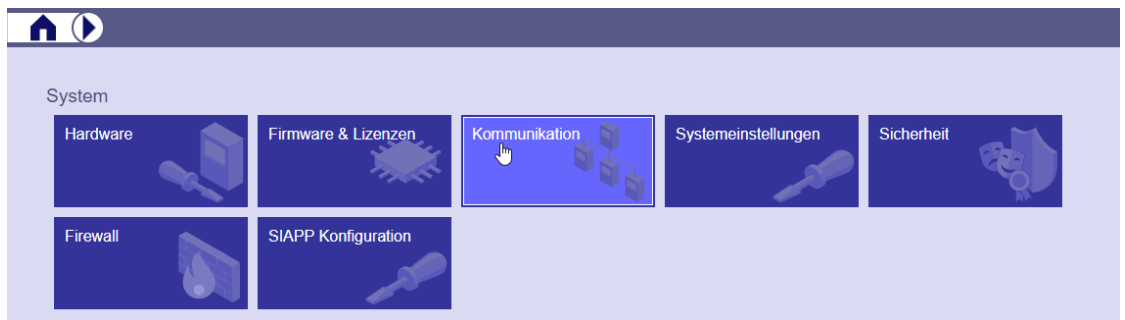 System
Hardware
Firmware & Lizenzen
Kommunikation
Systemeinstellungen
Sicherheit
Firewall
SIAPP Konfiguration